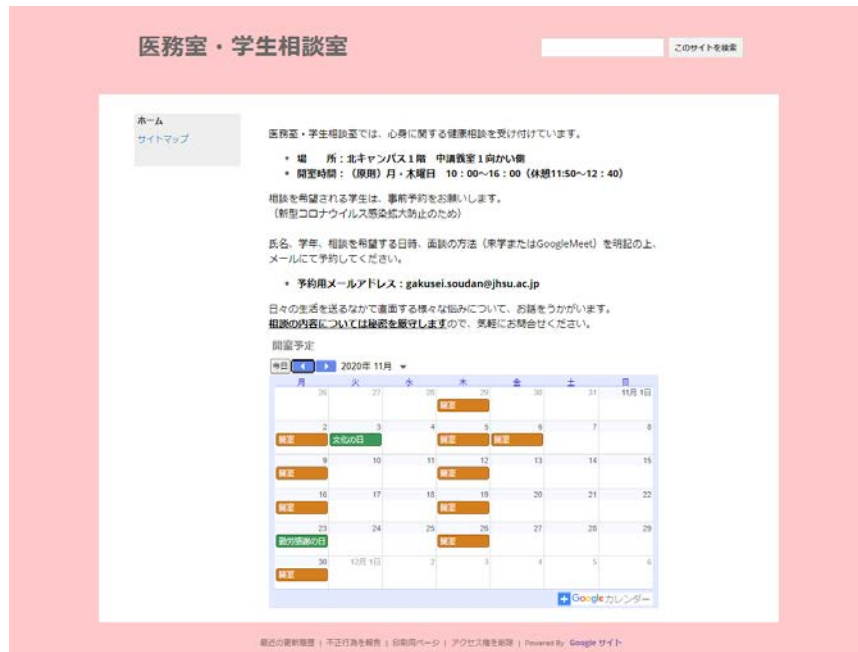 医務室・学生相談室
このサイトを検索
ホーム
サイトマップ
医務室・学生相談室では、心身に関する健康相談を受け付けています。
• 場　所：北キャンパス１階 中講義室１向かい側
• 開室時間：（原則）月・木曜日 10：00～16：00（休憩11:50～12：40）
相談を希望される学生は、事前予約をお願いします。
（新型コロナウイルス感染拡大防止のため）
氏名、学年、相談を希望する日時、面談の方法（来学またはGoogleMeet）を明記の上、
メールにて予約してください。
• 予約用メールアドレス：gakusei.soudan@jhsu.ac.jp
日々の生活を送るなかで直面する様々な悩みについて、お話をうかがいます。
相談の内容については秘密を厳守しますので、気軽にお問合せください。
開室予定
今日 2020年 11月
月 火 水 木 金 土 日
26 27 28 29 30 31 11月 1日
開室
2 3 4 5 6 7 8
開室 文化の日 開室 開室
9 10 11 12 13 14 15
開室 開室
16 17 18 19 20 21 22
開室 開室
23 24 25 26 27 28 29
勤労感謝の日 開室
30 12月 1日 2 3 4 5 6
開室
+ Google カレンダー
最近の更新履歴 | 不正行為を報告 | 印刷用ページ | アクセス権を削除 | Powered By Google サイト